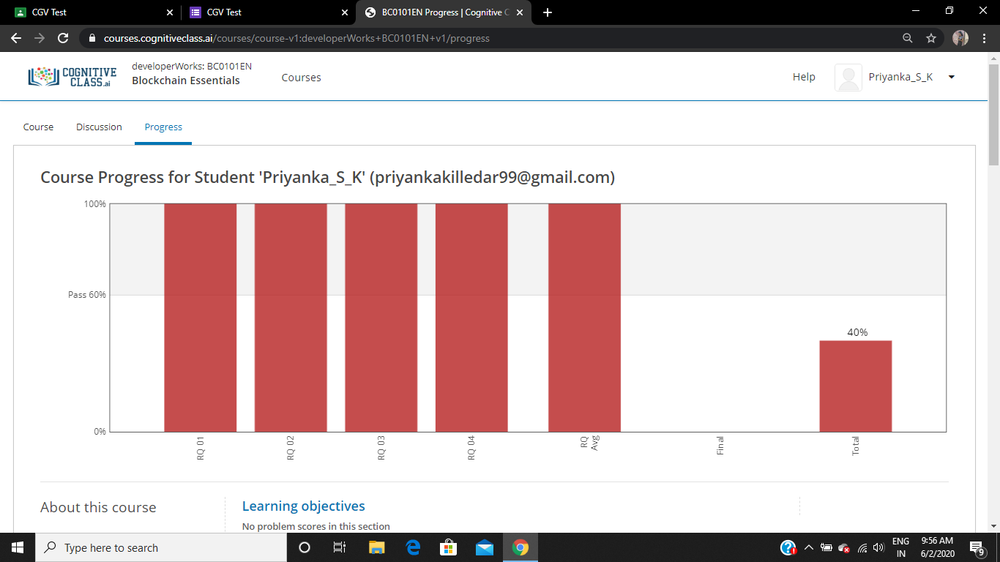 CGV Test
CGV Test
BC0101EN Progress | Cognitive C
courses.cognitiveclass.ai/courses/course-v1:developerWorks+BC0101EN+v1/progress
COGNITIVE
CLASS.ai
developerWorks: BC0101EN
Blockchain Essentials
Courses
Help
Priyanka_S_K
Course
Discussion
Progress
Course Progress for Student 'Priyanka_S_K' (priyankakilledar99@gmail.com)
100%
Pass 60%
40%
0%
RQ 01
RQ 02
RQ 03
RQ 04
RQ
Avg
Final
Total
About this course
Learning objectives
No problem scores in this section
Type here to search
ENG
IN
9:56 AM
6/2/2020
9